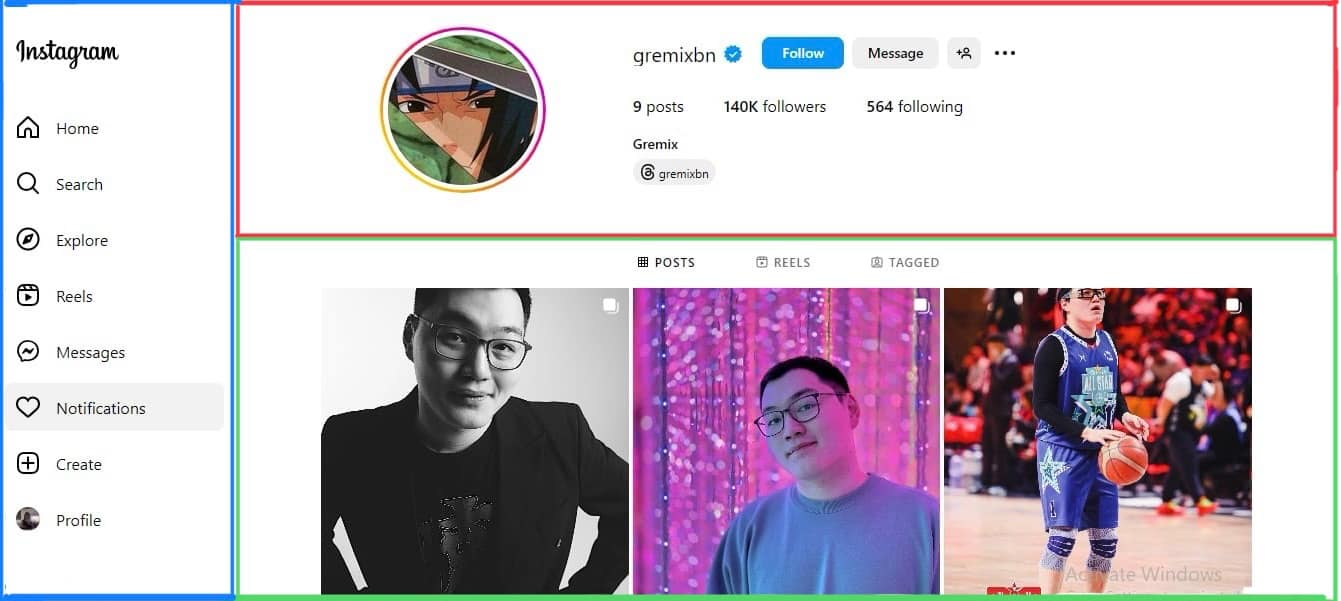 Instagram
Home
Search
Explore
Reels
Messages
Notifications
Create
Profile
gremixbn Follow Message
9 posts 140K followers 564 following
Gremix
gremixbn
POSTS REELS TAGGED
ALL STAR
Activate Windows